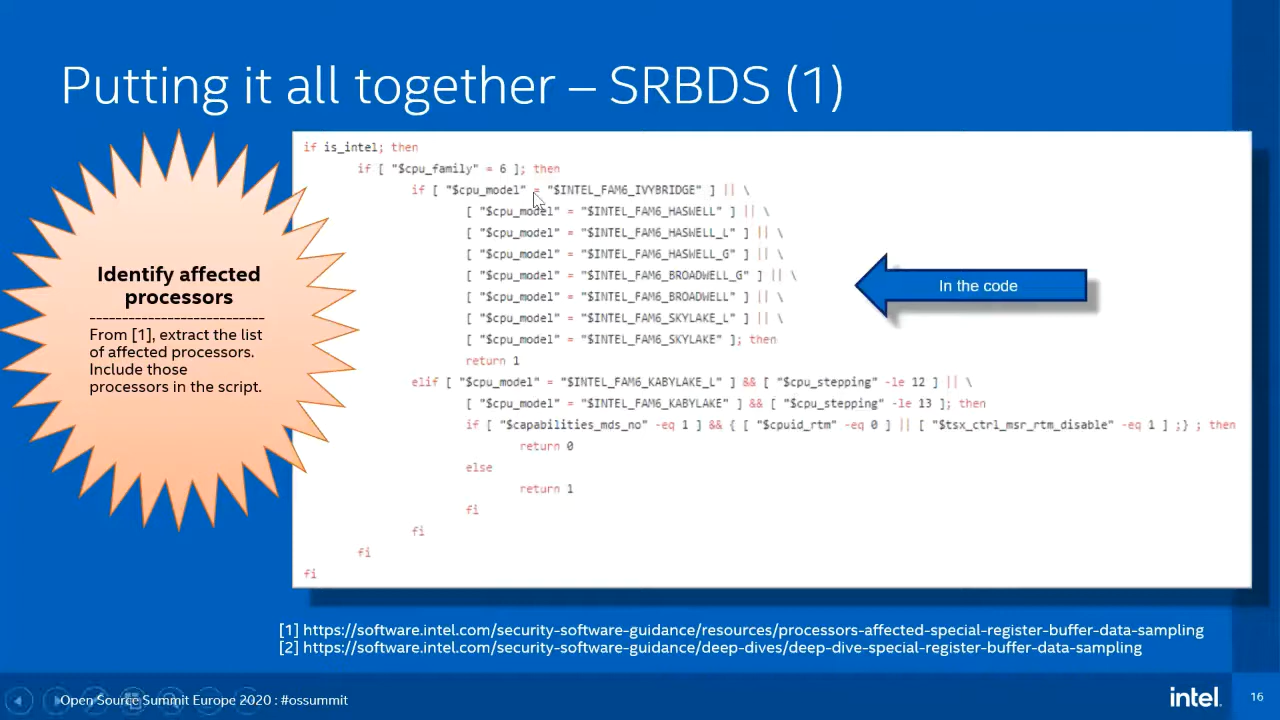 Putting it all together – SRBDS (1)
Identify affected
processors
---------------------------
From [1], extract the list
of affected processors.
Include those
processors in the script.
if is_intel; then
if [ "$cpu_family" = 6 ]; then
if [ "$cpu_model" = "$INTEL_FAM6_IVYBRIDGE" ] || \
[ "$cpu_model" = "$INTEL_FAM6_HASWELL" ] || \
[ "$cpu_model" = "$INTEL_FAM6_HASWELL_L" ] || \
[ "$cpu_model" = "$INTEL_FAM6_HASWELL_G" ] || \
[ "$cpu_model" = "$INTEL_FAM6_BROADWELL_G" ] || \
[ "$cpu_model" = "$INTEL_FAM6_BROADWELL" ] || \
[ "$cpu_model" = "$INTEL_FAM6_SKYLAKE_L" ] || \
[ "$cpu_model" = "$INTEL_FAM6_SKYLAKE" ]; then
return 1
elif [ "$cpu_model" = "$INTEL_FAM6_KABYLAKE_L" ] && [ "$cpu_stepping" -le 12 ] || \
[ "$cpu_model" = "$INTEL_FAM6_KABYLAKE" ] && [ "$cpu_stepping" -le 13 ]; then
if [ "$capabilities_mds_no" -eq 1 ] && { [ "$cpuid_rtm" -eq 0 ] || [ "$tsx_ctrl_msr_rtm_disable" -eq 1 ] ;} ; then
return 0
else
return 1
fi
fi
fi
fi
In the code
[1] https://software.intel.com/security-software-guidance/resources/processors-affected-special-register-buffer-data-sampling
[2] https://software.intel.com/security-software-guidance/deep-dives/deep-dive-special-register-buffer-data-sampling
Open Source Summit Europe 2020 : #ossummit
intel.
16